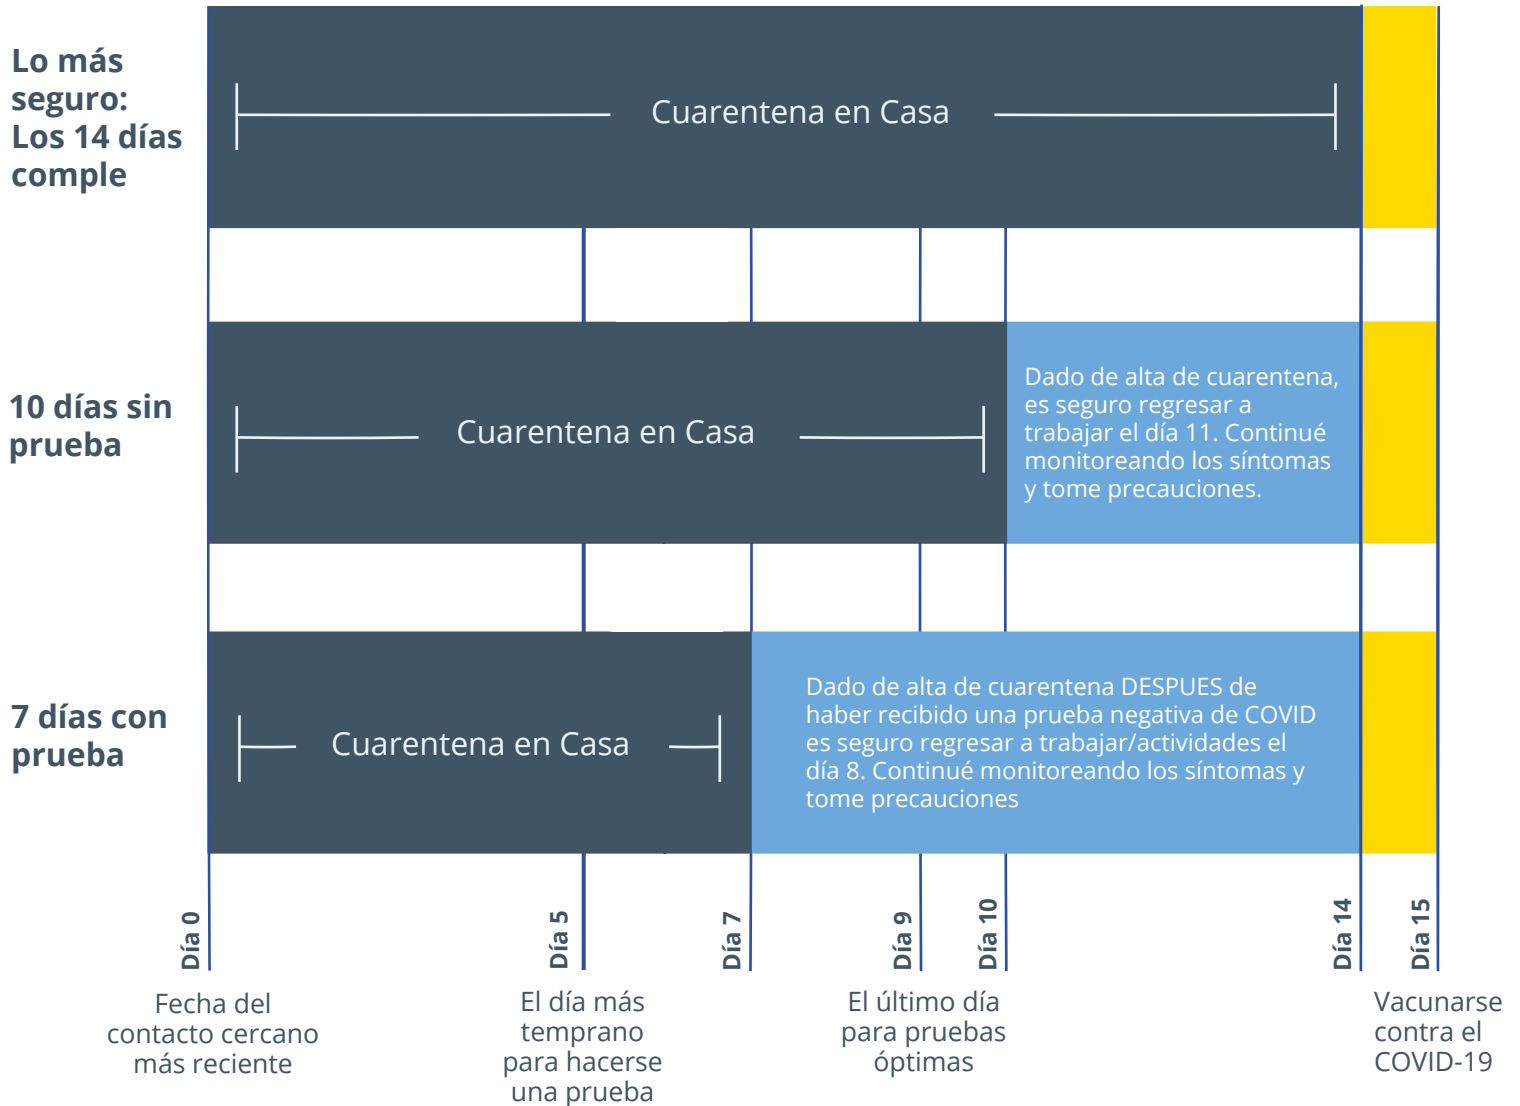 Lo más
seguro:
Los 14 días
comple
Cuarentena en Casa
10 días sin
prueba
Cuarentena en Casa
Dado de alta de cuarentena,
es seguro regresar a
trabajar el día 11. Continué
monitoreando los síntomas
y tome precauciones.
7 días con
prueba
Cuarentena en Casa
Dado de alta de cuarentena DESPUES de
haber recibido una prueba negativa de COVID
es seguro regresar a trabajar/actividades el
día 8. Continué monitoreando los síntomas y
tome precauciones
Día 0
Día 5
Día 7
Día 9
Día 10
Día 14
Día 15
Fecha del
contacto cercano
más reciente
El día más
temprano
para hacerse
una prueba
El último día
para pruebas
óptimas
Vacunarse
contra el
COVID-19